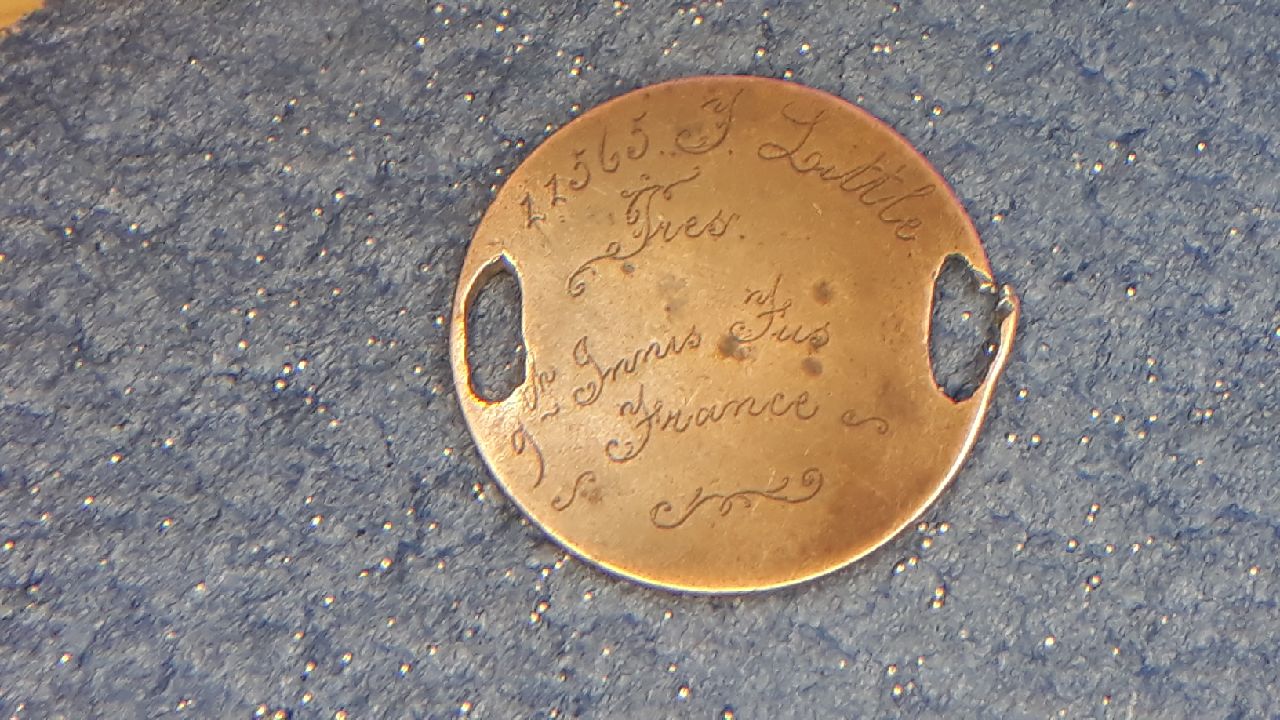 11565. J. Little
Pres.
9th Innis Fus
France